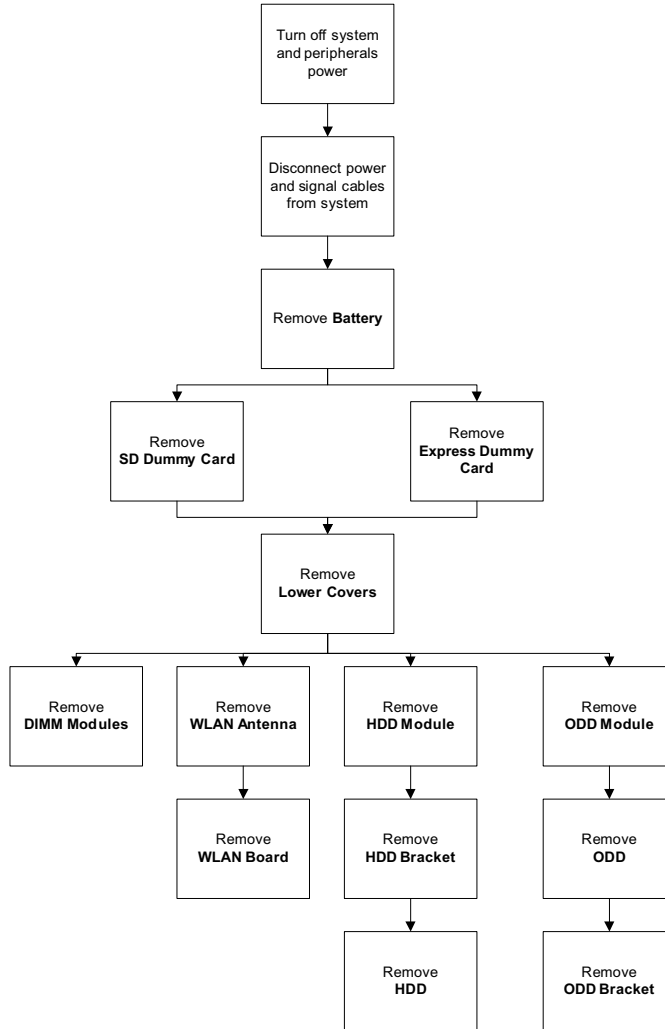 Turn off system
and peripherals
power
Disconnect power
and signal cables
from system
Remove Battery
Remove
SD Dummy Card
Remove
Express Dummy
Card
Remove
Lower Covers
Remove
DIMM Modules
Remove
WLAN Antenna
Remove
HDD Module
Remove
ODD Module
Remove
WLAN Board
Remove
HDD Bracket
Remove
ODD
Remove
HDD
Remove
ODD Bracket